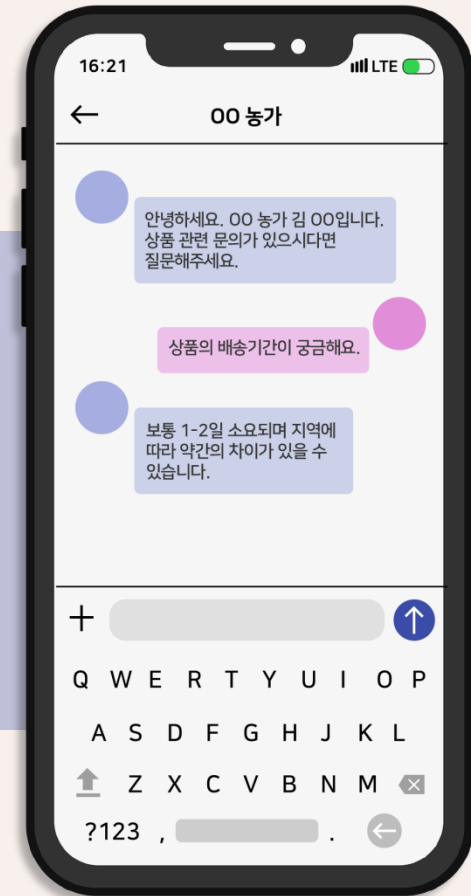 16:21
LTE
OO 농가
안녕하세요. OO 농가 김 OO입니다.
상품 관련 문의가 있으시다면
질문해주세요.
상품의 배송기간이 궁금해요.
보통 1-2일 소요되며 지역에
따라 약간의 차이가 있을 수
있습니다.
Q W E R T Y U I O P
A S D F G H J K L
Z X C V B N M
?123 , .